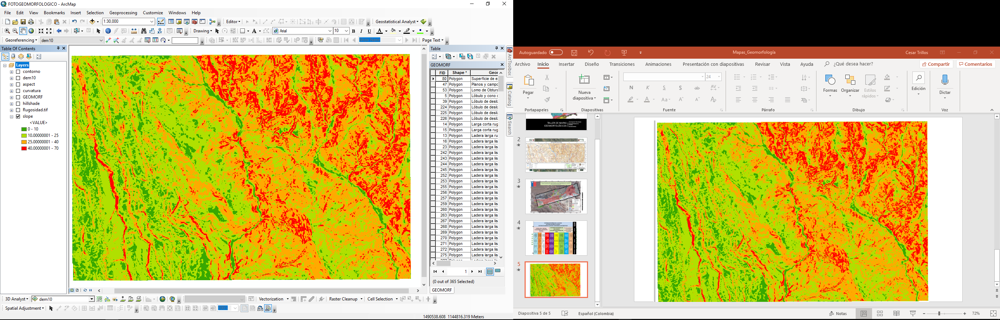 FOTOGEOMORFOLOGICO - ArcMap
File Edit View Bookmarks Insert Selection Geoprocessing Customize Windows Help
1:30,000
Editor
Geostatistical Analyst
Drawing
Arial
10
B I U A
Georeferencing
dem10
Show Name
Page Text
Table Of Contents
Layers
contorno
dem10
aspect
curvatura
GEOMORF
hillshade
Rugosidad.tif
slope
<VALUE>
0 - 10
10.00000001 - 25
25.00000001 - 40
40.00000001 - 70
Table
GEOMORF
FID Shape * Geor
80 Polygon Superficie de e
47 Polygon Planos y campo
53 Polygon Lomo de Obtura
5 Polygon Lóbulo y cono d
39 Polygon Lóbulo de desliz
224 Polygon Lóbulo de desliz
225 Polygon Lóbulo de desliz
226 Polygon Lóbulo de desliz
14 Polygon Larga corta rug
15 Polygon Larga corta rug
13 Polygon Ladera larga ru
16 Polygon Ladera larga lis
23 Polygon Ladera larga lis
242 Polygon Ladera larga lis
243 Polygon Ladera larga lis
244 Polygon Ladera larga lis
245 Polygon Ladera larga lis
252 Polygon Ladera larga lis
253 Polygon Ladera larga lis
255 Polygon Ladera larga lis
256 Polygon Ladera larga lis
257 Polygon Ladera larga lis
259 Polygon Ladera larga lis
260 Polygon Ladera larga lis
263 Polygon Ladera larga lis
267 Polygon Ladera larga lis
268 Polygon Ladera larga lis
269 Polygon Ladera larga lis
270 Polygon Ladera larga lis
271 Polygon Ladera larga lis
272 Polygon Ladera larga lis
275 Polygon Ladera larga lis
1
(0 out of 365 Selected)
GEOMORF
ArcToolbox
Catalog
Search
3D Analyst
dem10
Vectorization
Raster Cleanup
Cell Selection
Spatial Adjustment
1490538.608 1144816.319 Meters
Autoguardado
Mapas_Geomorfología
Cesar Trillos
Archivo Inicio Insertar Diseño Transiciones Animaciones Presentación con diapositivas Revisar Vista Ayuda ¿Qué desea hacer?
Compartir
Comentarios
Pegar
Portapapeles
Nueva diapositiva
Diapositivas
24
N K S S ab AV
A Aa A A
Fuente
Párrafo
Formas
Organizar
Estilos rápidos
Dibujo
Edición
Dictar
Voz
TALLER DE MAPAS
GEOMORFOLÓGICOS
2
3
4
5
Diapositiva 5 de 5
Español (Colombia)
Notas
72%